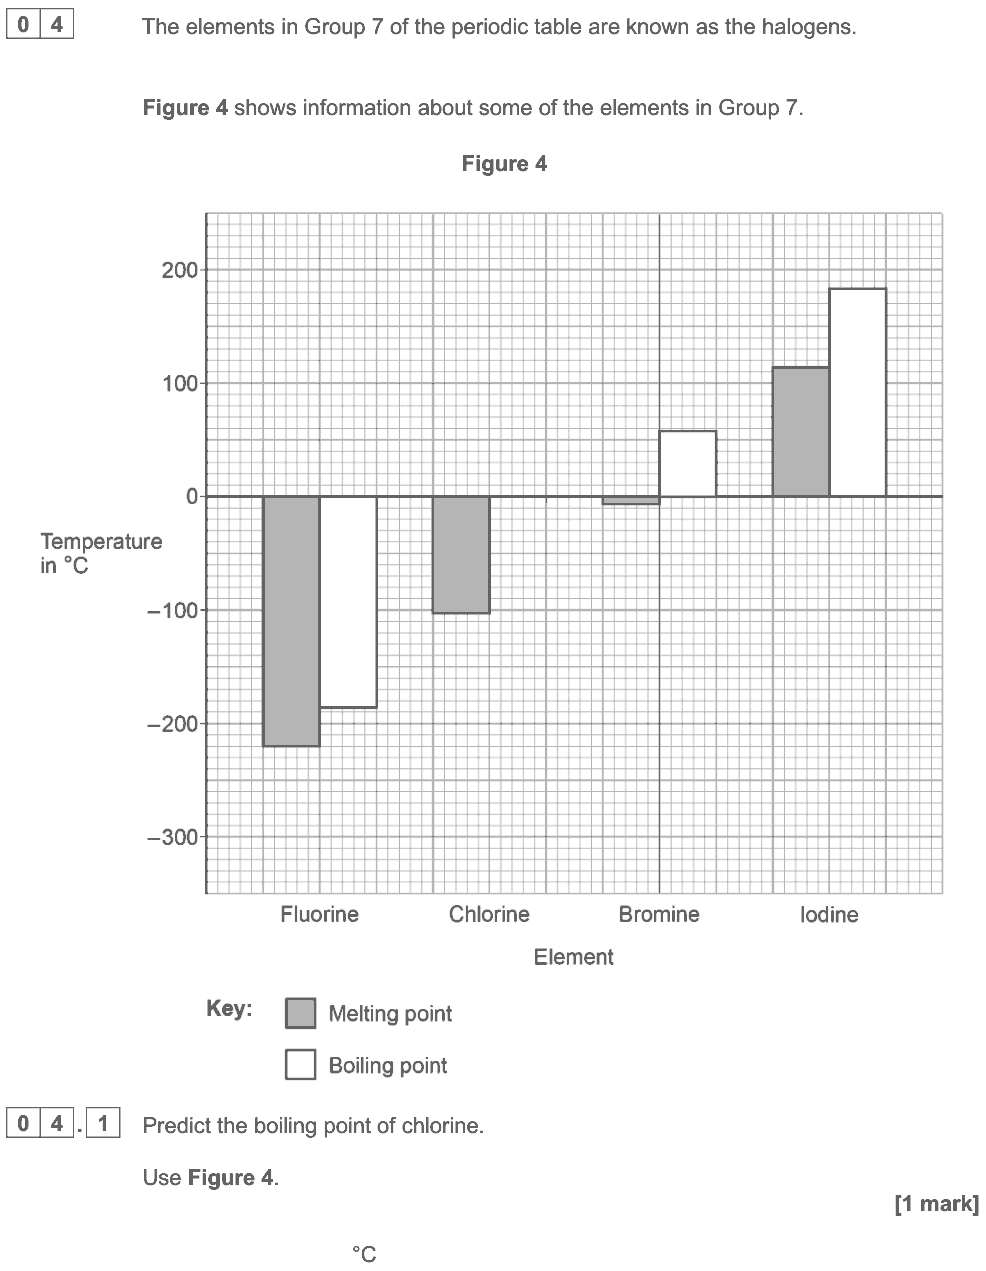 0 4 The elements in Group 7 of the periodic table are known as the halogens.
Figure 4 shows information about some of the elements in Group 7.
Figure 4
200
100
0
Temperature
in °C
–100
–200
–300
Fluorine Chlorine Bromine Iodine
Element
Key: Melting point
Boiling point
0 4 . 1 Predict the boiling point of chlorine.
Use Figure 4.
[1 mark]
°C